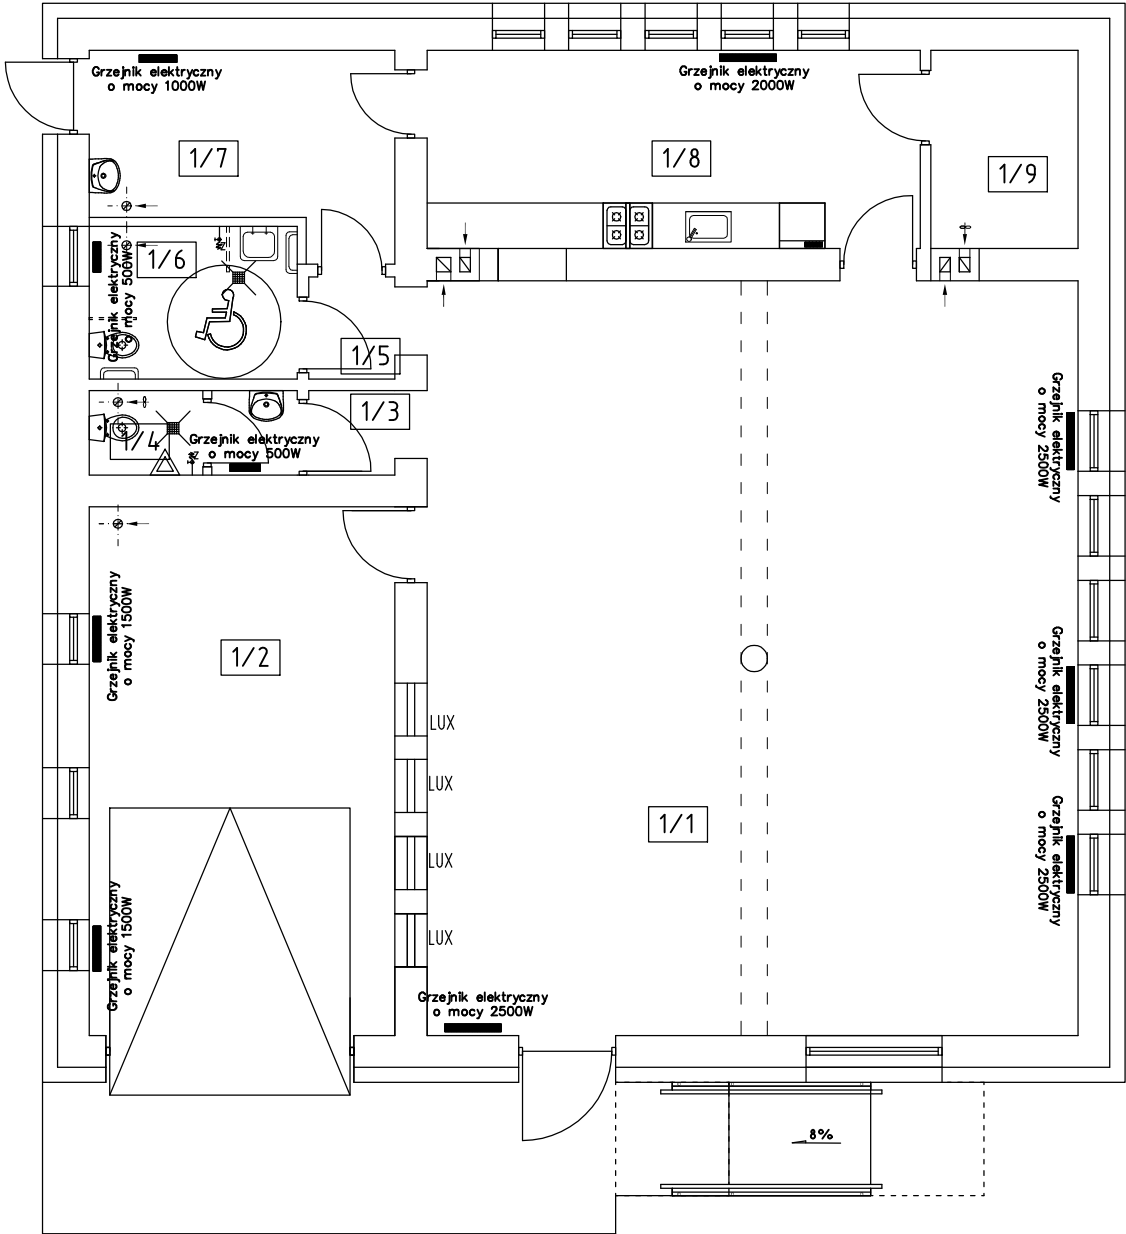 Grzejnik elektryczny
o mocy 1000W
Grzejnik elektryczny
o mocy 2000W
1/7
1/8
1/9
Grzejnik elektryczny
o mocy 500W
1/6
1/5
1/3
1/4
Grzejnik elektryczny
o mocy 500W
Grzejnik elektryczny
o mocy 2500W
Grzejnik elektryczny
o mocy 1500W
1/2
Grzejnik elektryczny
o mocy 2500W
LUX
LUX
1/1
LUX
Grzejnik elektryczny
o mocy 2500W
Grzejnik elektryczny
o mocy 1500W
LUX
Grzejnik elektryczny
o mocy 2500W
8%